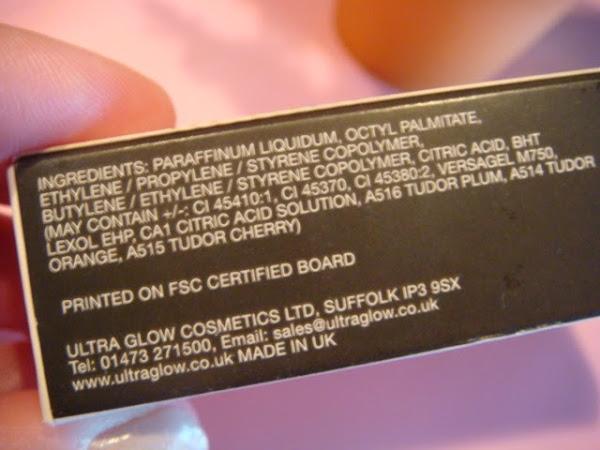 INGREDIENTS: PARAFFINUM LIQUIDUM, OCTYL PALMITATE,
ETHYLENE / PROPYLENE / STYRENE COPOLYMER,
BUTYLENE / ETHYLENE / STYRENE COPOLYMER, CITRIC ACID, BHT
(MAY CONTAIN +/-: CI 45410:1, CI 45370, CI 45380:2, VERSAGEL M750,
LEXOL EHP, CA1 CITRIC ACID SOLUTION, A516 TUDOR PLUM, A514 TUDOR
ORANGE, A515 TUDOR CHERRY)
PRINTED ON FSC CERTIFIED BOARD
ULTRA GLOW COSMETICS LTD, SUFFOLK IP3 9SX
Tel: 01473 271500, Email: sales@ultraglow.co.uk
www.ultraglow.co.uk MADE IN UK